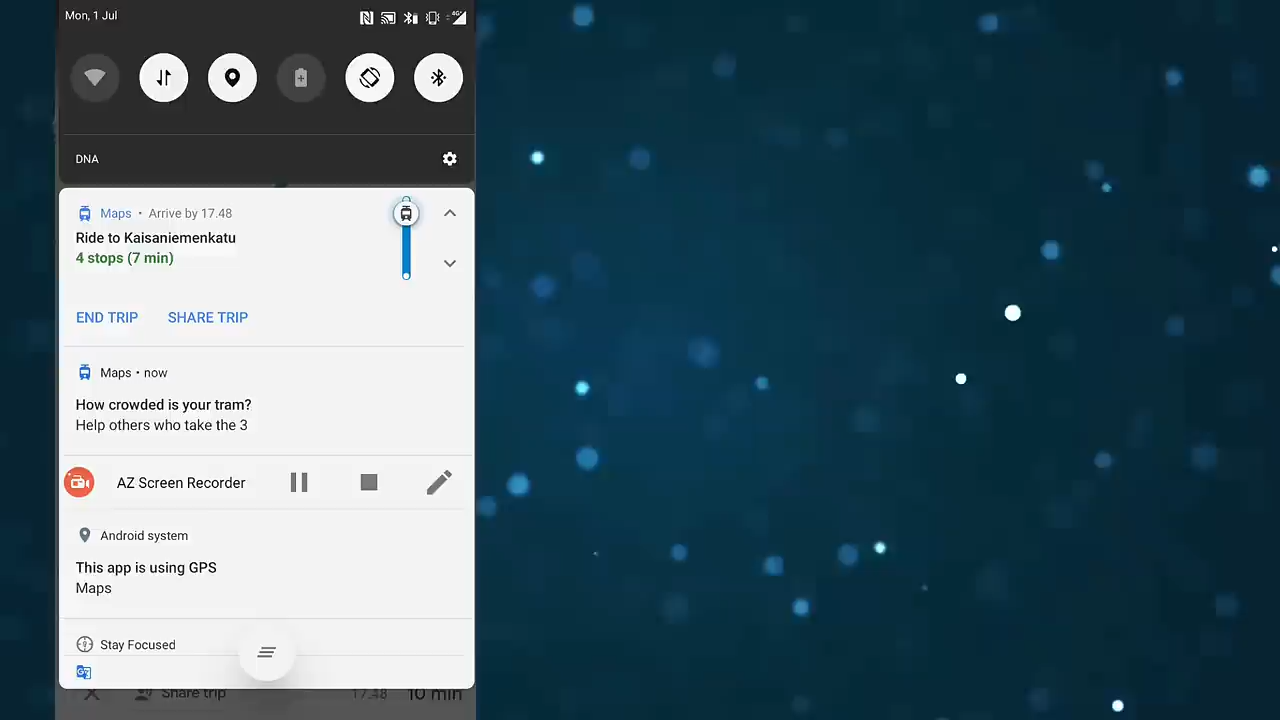 Mon, 1 Jul
DNA
Maps • Arrive by 17.48
Ride to Kaisaniemenkatu
4 stops (7 min)
END TRIP SHARE TRIP
Maps • now
How crowded is your tram?
Help others who take the 3
AZ Screen Recorder
Android system
This app is using GPS
Maps
Stay Focused
Share trip 17.48 10 min